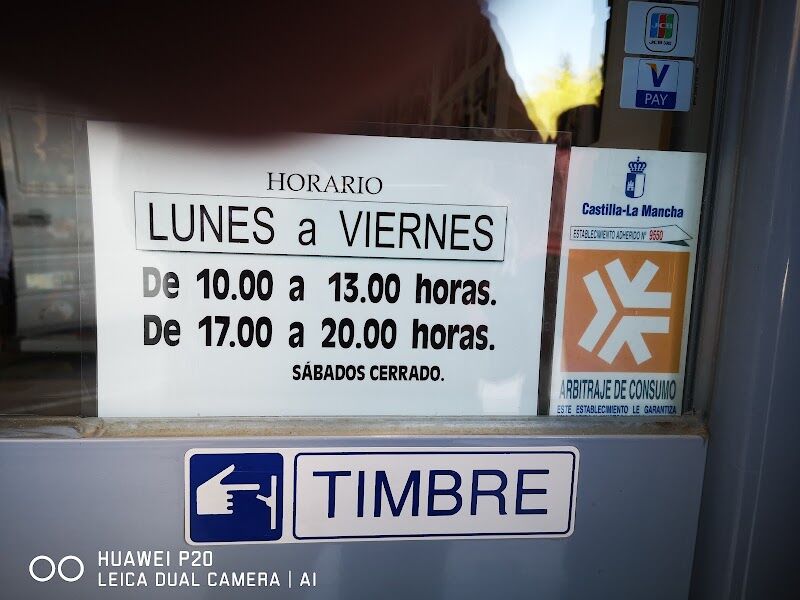 JCB
V
PAY
HORARIO
LUNES a VIERNES
De 10.00 a 13.00 horas.
De 17.00 a 20.00 horas.
SÁBADOS CERRADO.
Castilla-La Mancha
ESTABLECIMIENTO ADHERIDO Nº 9550
ARBITRAJE DE CONSUMO
ESTE ESTABLECIMIENTO LE GARANTIZA
TIMBRE
HUAWEI P20
LEICA DUAL CAMERA | AI